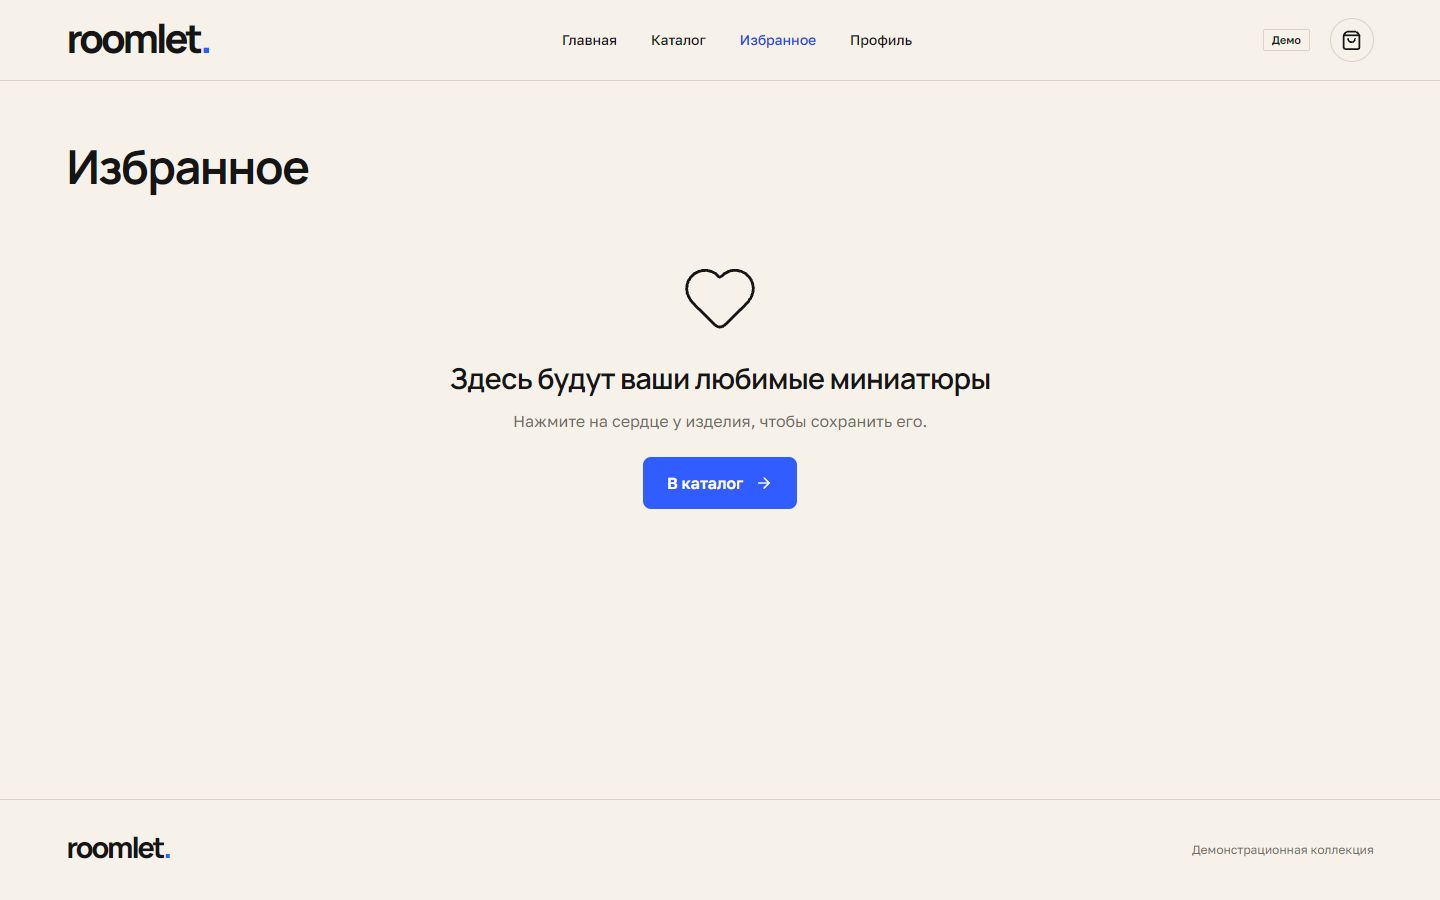 roomlet.
Главная
Каталог
Избранное
Профиль
Демо
Избранное
Здесь будут ваши любимые миниатюры
Нажмите на сердце у изделия, чтобы сохранить его.
В каталог
roomlet.
Демонстрационная коллекция